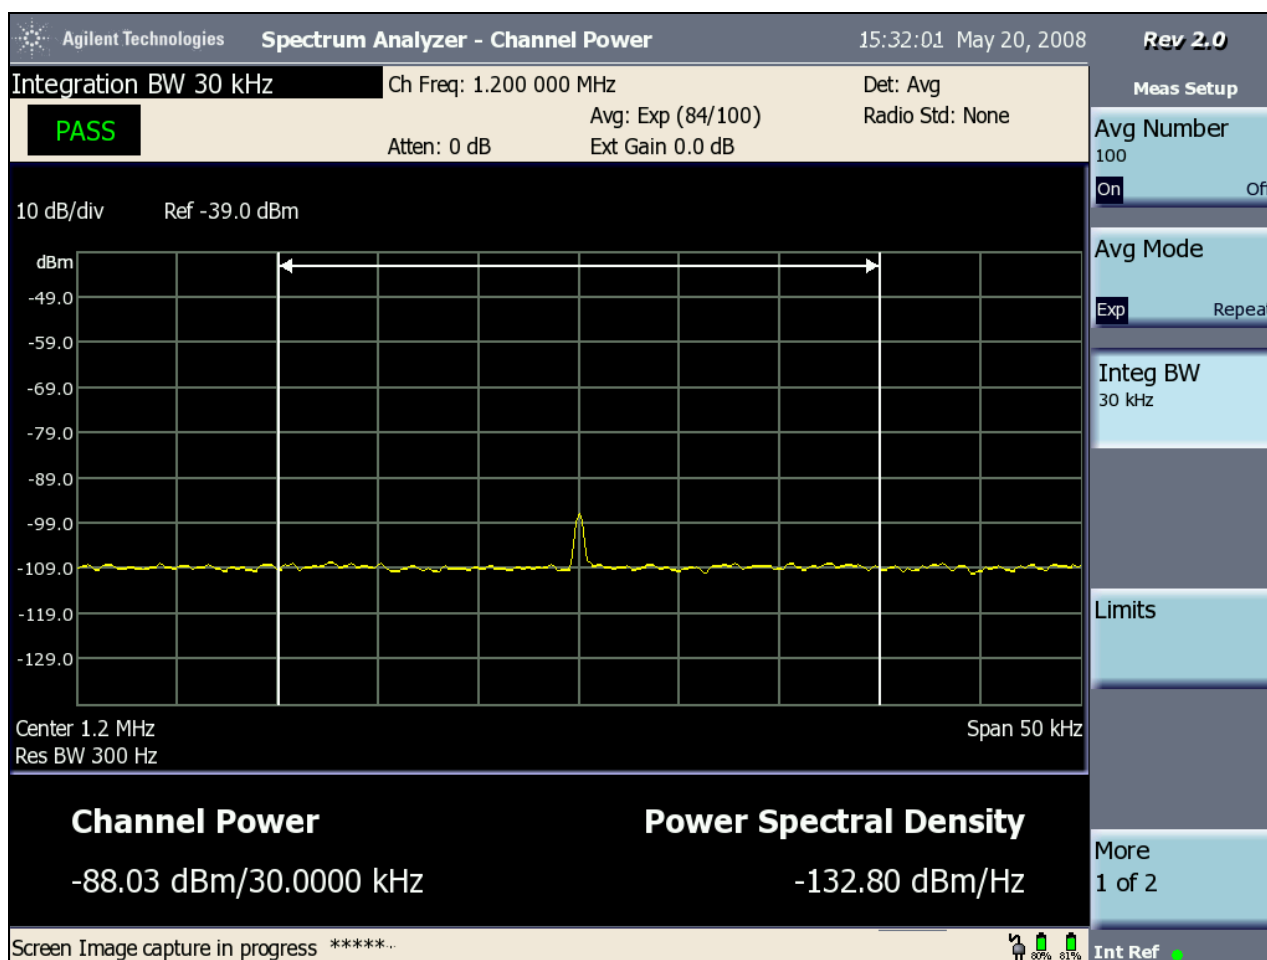 Agilent Technologies Spectrum Analyzer - Channel Power 15:32:01 May 20, 2008 Rev 2.0
Integration BW 30 kHz Ch Freq: 1.200 000 MHz Det: Avg
PASS Avg: Exp (84/100) Radio Std: None
Atten: 0 dB Ext Gain 0.0 dB
10 dB/div Ref -39.0 dBm
dBm
-49.0
-59.0
-69.0
-79.0
-89.0
-99.0
-109.0
-119.0
-129.0
Center 1.2 MHz Span 50 kHz
Res BW 300 Hz
Channel Power Power Spectral Density
-88.03 dBm/30.0000 kHz -132.80 dBm/Hz
Screen Image capture in progress *****.. 80% 81%
Meas Setup
Avg Number
100
On Off
Avg Mode
Exp Repeat
Integ BW
30 kHz
Limits
More
1 of 2
Int Ref